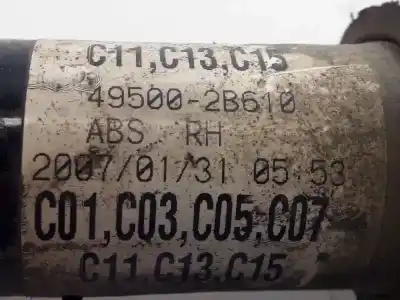 C11,C13,C15
49500-2B610
ABS RH
2007/01/31 05:53
C01,C03,C05,C07
C11,C13,C15